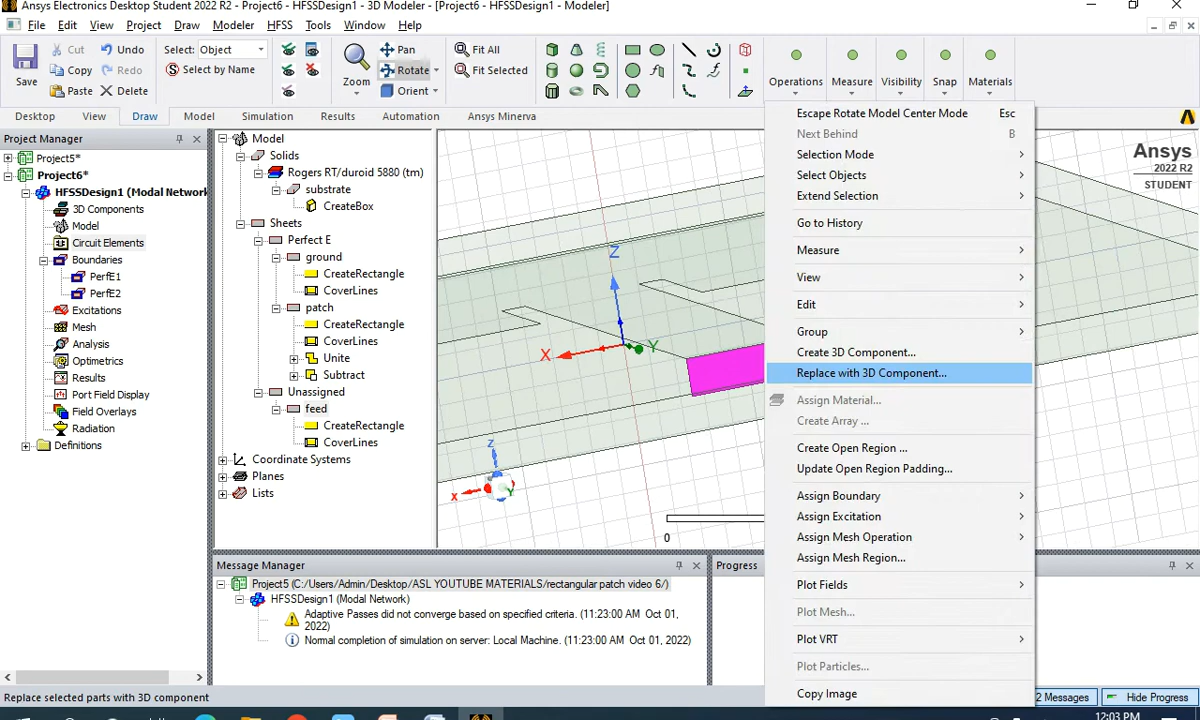 Ansys Electronics Desktop Student 2022 R2 - Project6 - HFSSDesign1 - 3D Modeler - [Project6 - HFSSDesign1 - Modeler]
File Edit View Project Draw Modeler HFSS Tools Window Help
Save
Cut
Copy
Paste
Undo
Redo
Delete
Select: Object
Select by Name
Zoom
Pan
Rotate
Orient
Fit All
Fit Selected
Operations
Measure
Visibility
Snap
Materials
Desktop View Draw Model Simulation Results Automation Ansys Minerva
Project Manager
Project5*
Project6*
HFSSDesign1 (Modal Network
3D Components
Model
Circuit Elements
Boundaries
PerfE1
PerfE2
Excitations
Mesh
Analysis
Optimetrics
Results
Port Field Display
Field Overlays
Radiation
Definitions
Model
Solids
Rogers RT/duroid 5880 (tm)
substrate
CreateBox
Sheets
Perfect E
ground
CreateRectangle
CoverLines
patch
CreateRectangle
CoverLines
Unite
Subtract
Unassigned
feed
CreateRectangle
CoverLines
Coordinate Systems
Planes
Lists
Z
X
Y
Z
X
Y
0
Ansys
2022 R2
STUDENT
Escape Rotate Model Center Mode Esc
Next Behind B
Selection Mode
Select Objects
Extend Selection
Go to History
Measure
View
Edit
Group
Create 3D Component...
Replace with 3D Component...
Assign Material...
Create Array ...
Create Open Region ...
Update Open Region Padding...
Assign Boundary
Assign Excitation
Assign Mesh Operation
Assign Mesh Region...
Plot Fields
Plot Mesh...
Plot VRT
Plot Particles...
Copy Image
Message Manager
Project5 (C:/Users/Admin/Desktop/ASL YOUTUBE MATERIALS/rectangular patch video 6/)
HFSSDesign1 (Modal Network)
Adaptive Passes did not converge based on specified criteria. (11:23:00 AM Oct 01,
2022)
Normal completion of simulation on server: Local Machine. (11:23:00 AM Oct 01, 2022)
Progress
Replace selected parts with 3D component
2 Messages
Hide Progress
12:03 PM